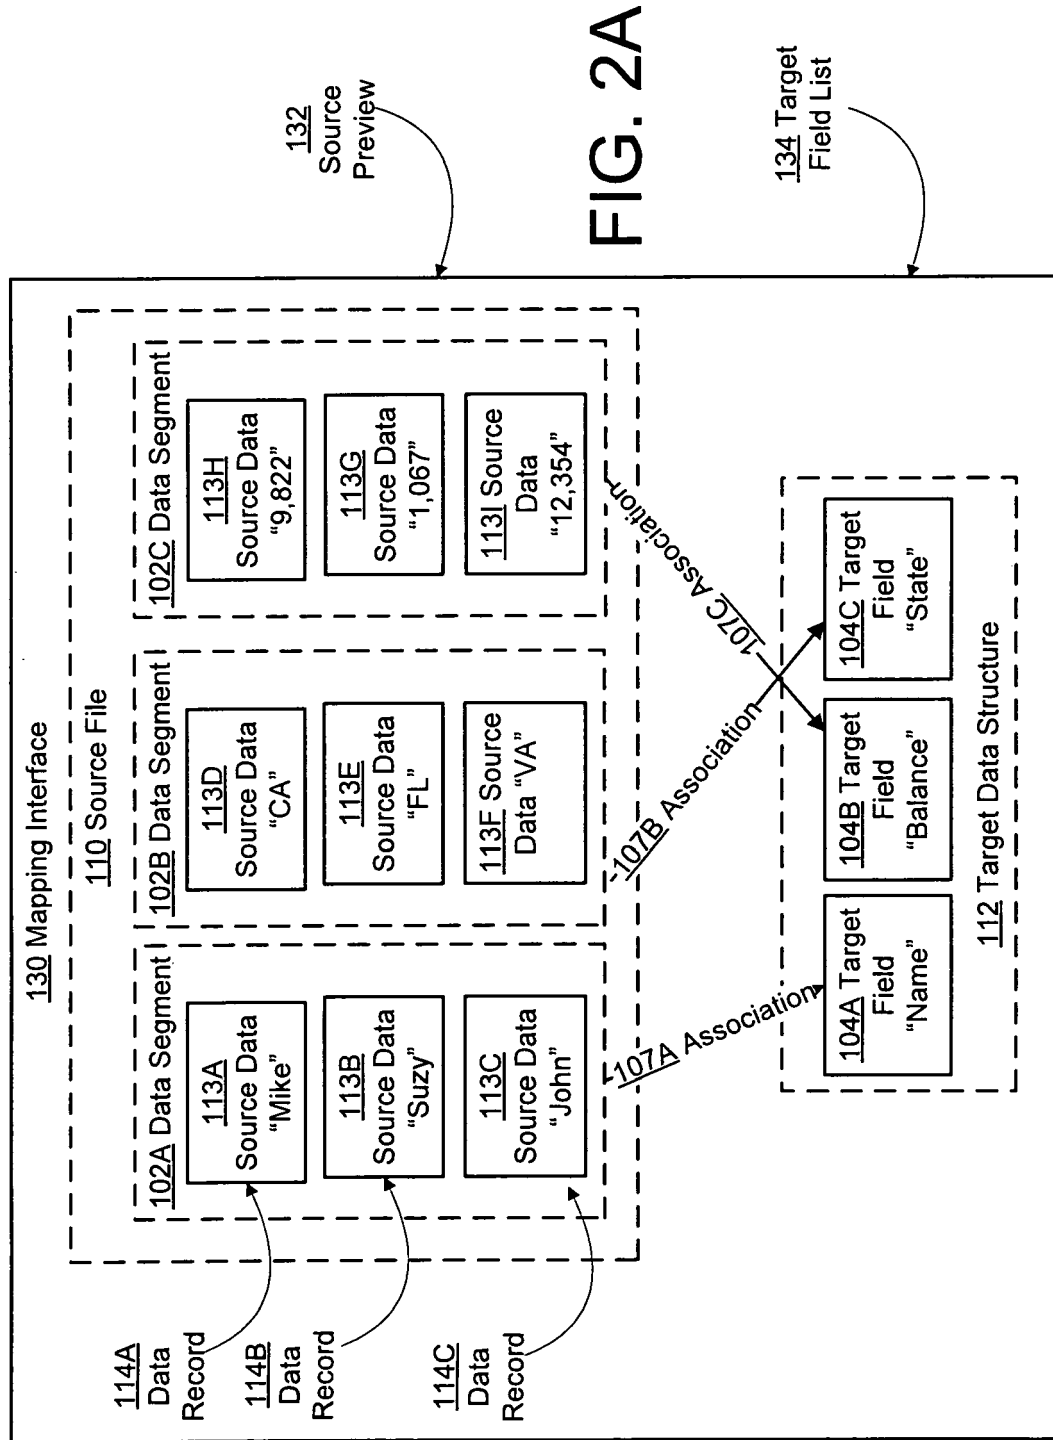 130 Mapping Interface
110 Source File
102A Data Segment
113A
Source Data
“Mike”
113B
Source Data
“Suzy”
113C
Source Data
“John”
102B Data Segment
113D
Source Data
“CA”
113E
Source Data
“FL”
113F Source
Data “VA”
102C Data Segment
113H
Source Data
“9,822”
113G
Source Data
“1,067”
113I Source
Data
“12,354”
114A
Data
Record
114B
Data
Record
114C
Data
Record
107A Association
107B Association
107C Association
104A Target
Field
“Name”
104B Target
Field
“Balance”
104C Target
Field
“State”
112 Target Data Structure
132
Source
Preview
134 Target
Field List
FIG. 2A